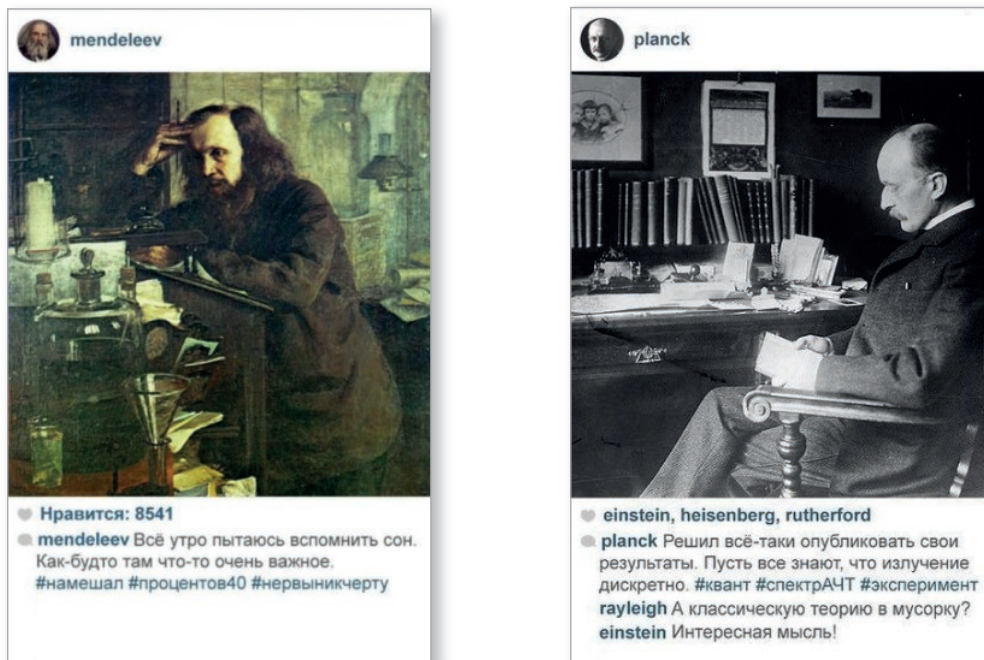 mendeleev
Нравится: 8541
mendeleev Всё утро пытаюсь вспомнить сон.
Как-будто там что-то очень важное.
#намешал #процентов40 #нервыникчерту
planck
einstein, heisenberg, rutherford
planck Решил всё-таки опубликовать свои
результаты. Пусть все знают, что излучение
дискретно. #квант #спектрАЧТ #эксперимент
rayleigh А классическую теорию в мусорку?
einstein Интересная мысль!